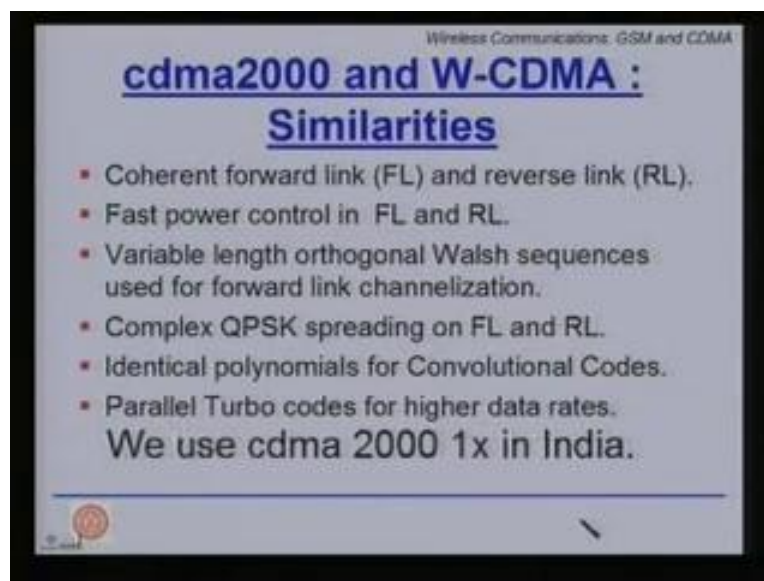 Wireless Communications. GSM and CDMA
cdma2000 and W-CDMA :
Similarities
▪ Coherent forward link (FL) and reverse link (RL).
▪ Fast power control in FL and RL.
▪ Variable length orthogonal Walsh sequences
used for forward link channelization.
▪ Complex QPSK spreading on FL and RL.
▪ Identical polynomials for Convolutional Codes.
▪ Parallel Turbo codes for higher data rates.
We use cdma 2000 1x in India.